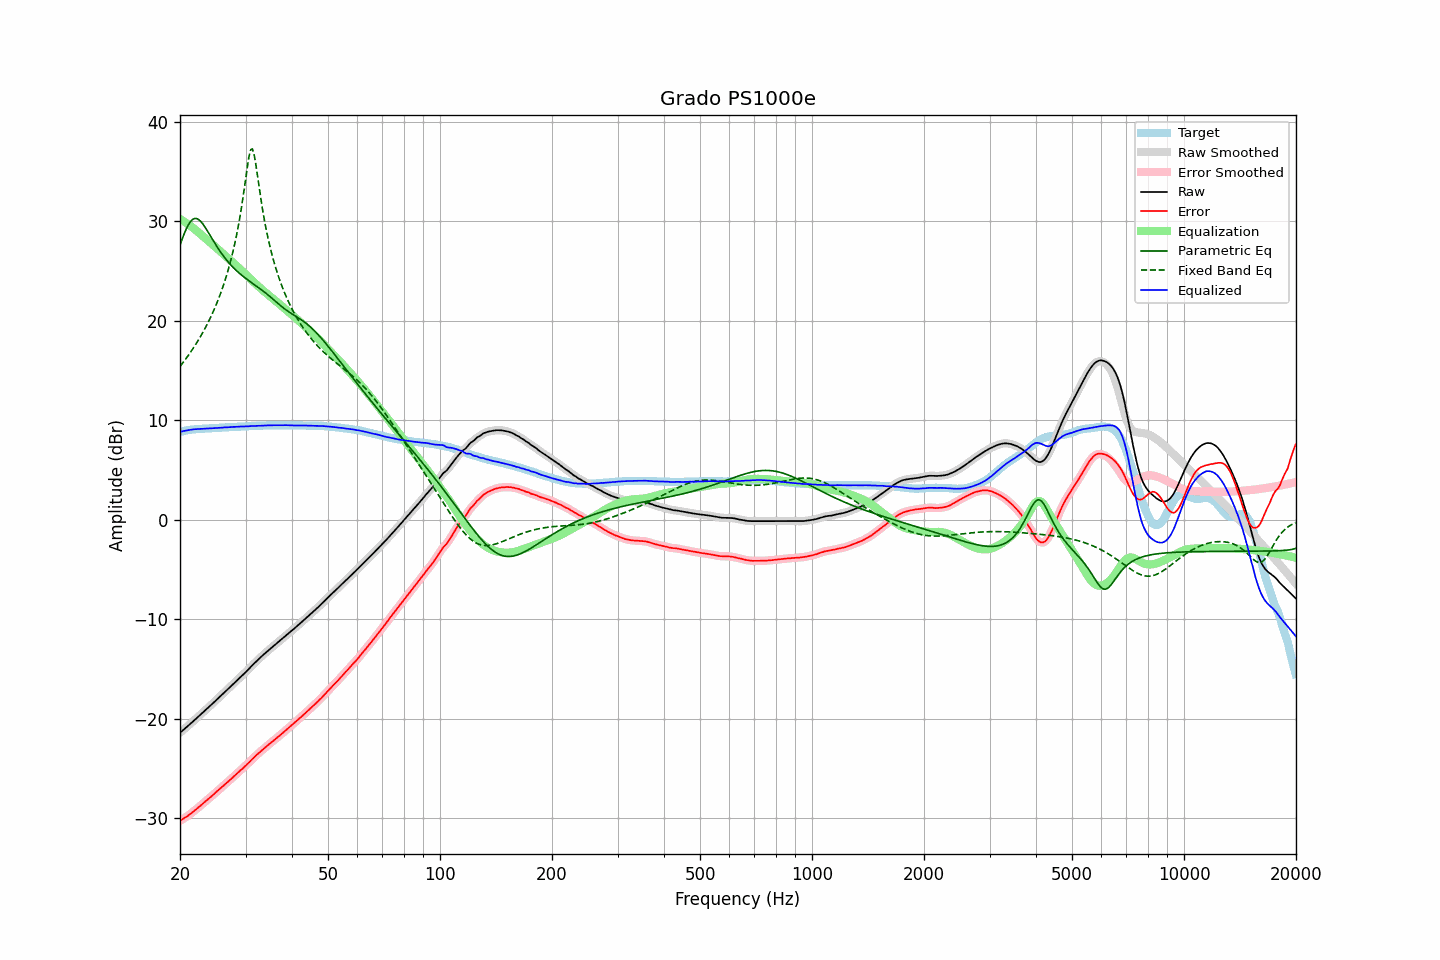 Grado PS1000e
Amplitude (dBr)
40
30
20
10
0
−10
−20
−30
Target
Raw Smoothed
Error Smoothed
Raw
Error
Equalization
Parametric Eq
Fixed Band Eq
Equalized
20 50 100 200 500 1000 2000 5000 10000 20000
Frequency (Hz)